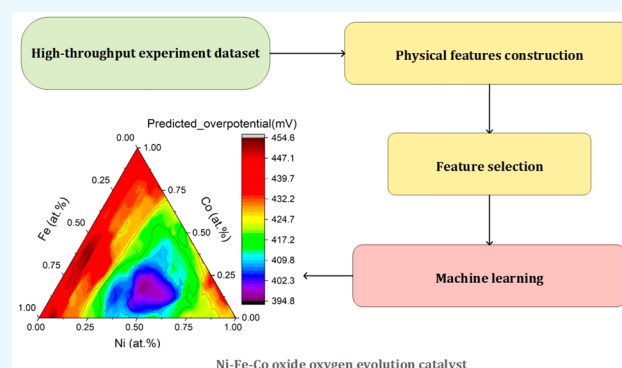 High-throughput experiment dataset
Physical features construction
Feature selection
Machine learning
Predicted_overpotential(mV)
454.6
447.1
439.7
432.2
424.7
417.2
409.8
402.3
394.8
0.00
0.25
0.50
0.75
1.00
Fe (at.%)
1.00
0.75
0.50
0.25
0.00
Co (at.%)
0.00
0.25
0.50
0.75
1.00
Ni (at.%)
Ni-Fe-Co oxide oxygen evolution catalyst